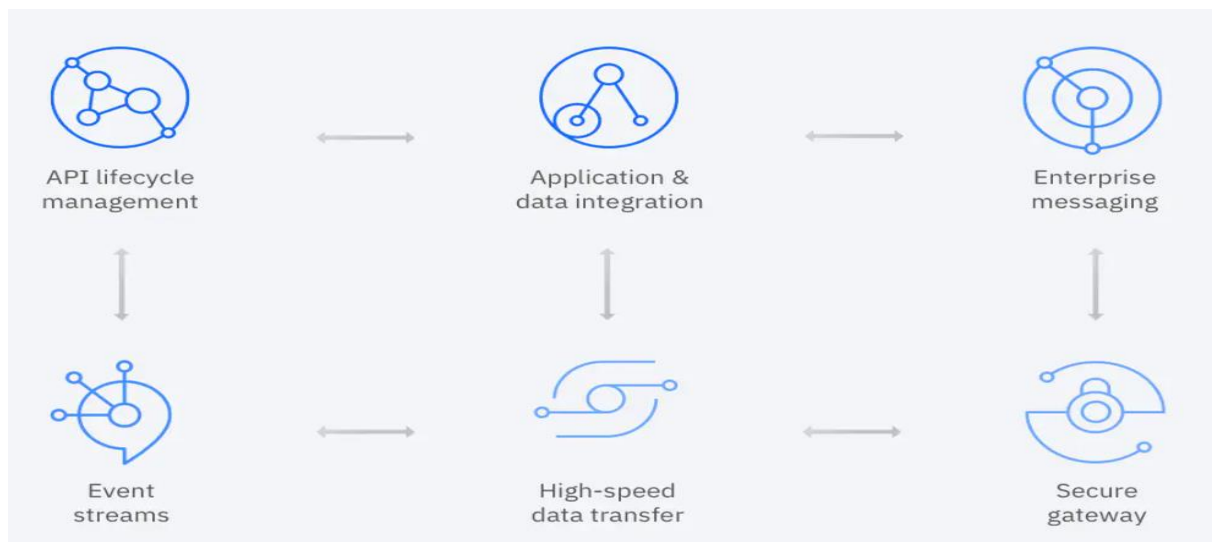 API lifecycle
management
Application &
data integration
Enterprise
messaging
Event
streams
High-speed
data transfer
Secure
gateway